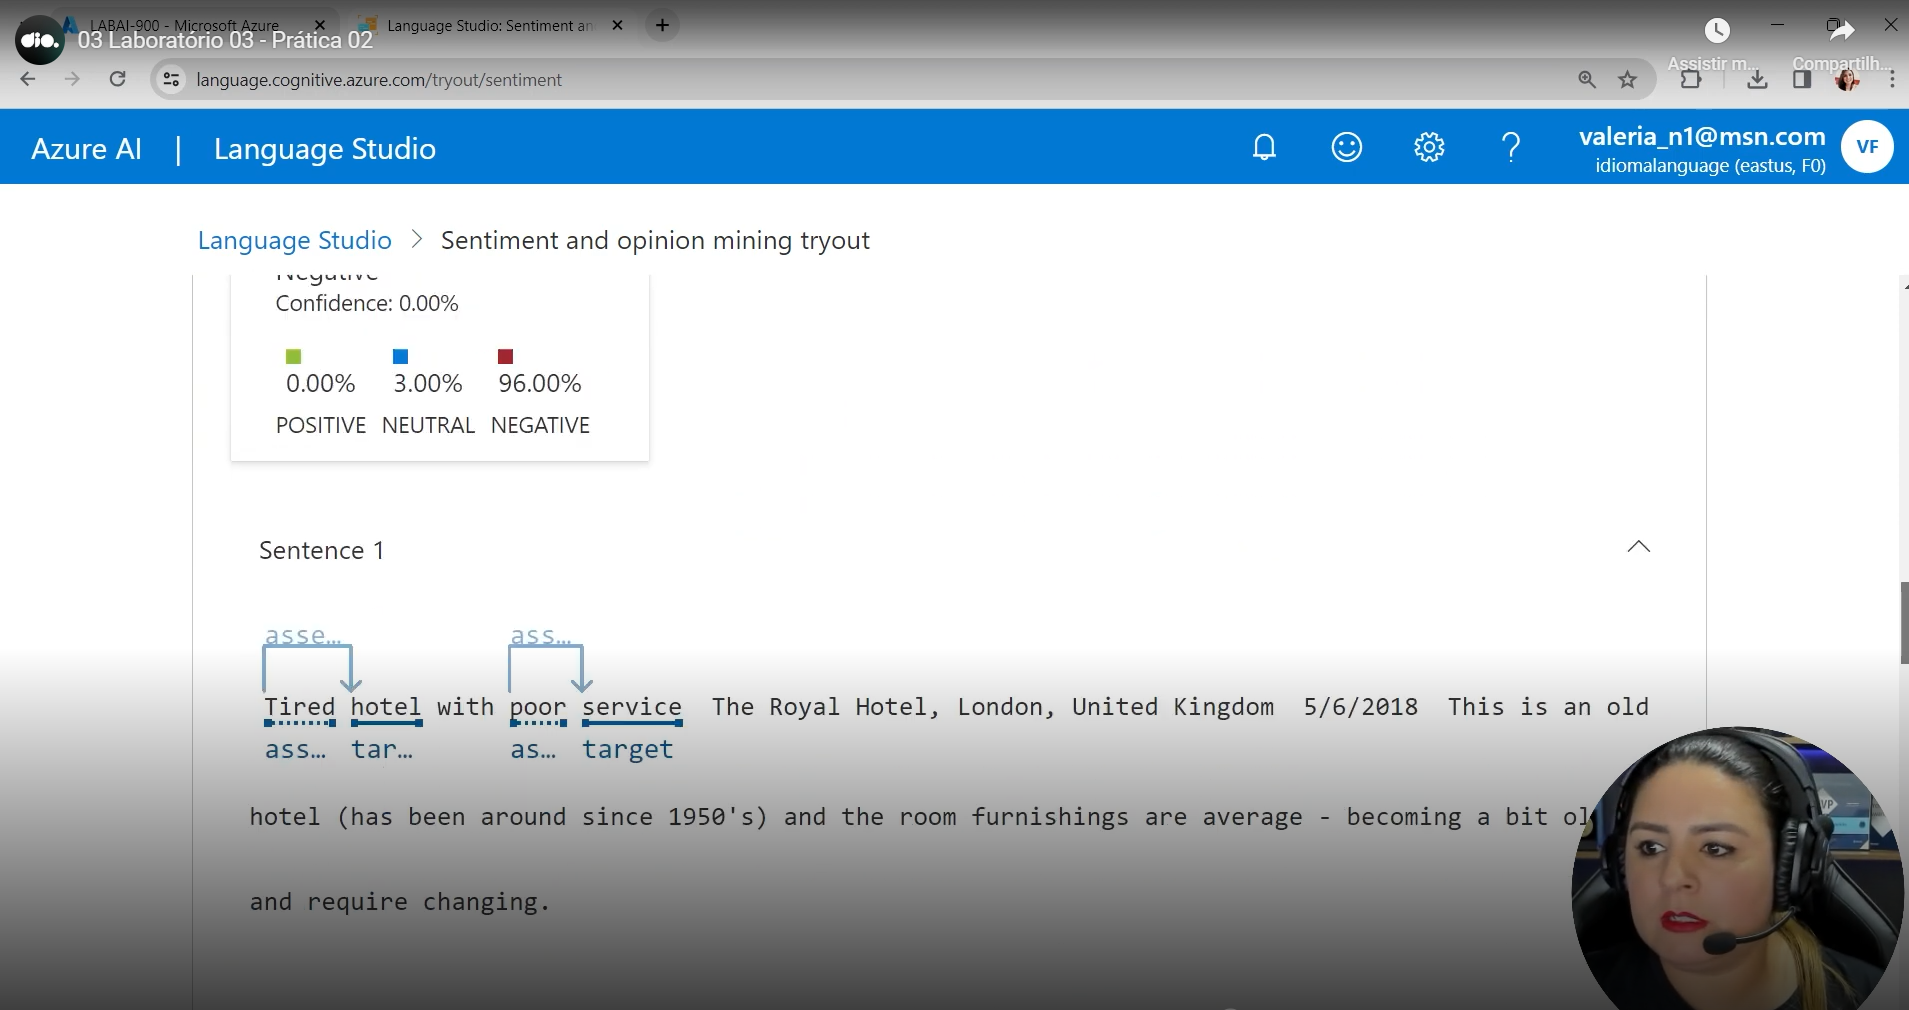 LABAI-900 - Microsoft Azure
Language Studio: Sentiment an
dio.
03 Laboratório 03 - Prática 02
Assistir m...
Compartilh...
language.cognitive.azure.com/tryout/sentiment
Azure AI | Language Studio
valeria_n1@msn.com
idiomalanguage (eastus, F0)
VF
Language Studio > Sentiment and opinion mining tryout
Negative
Confidence: 0.00%
0.00% 3.00% 96.00%
POSITIVE NEUTRAL NEGATIVE
Sentence 1
asse... ass...
Tired hotel with poor service The Royal Hotel, London, United Kingdom 5/6/2018 This is an old
ass... tar... as... target
hotel (has been around since 1950's) and the room furnishings are average - becoming a bit ol
and require changing.
VP